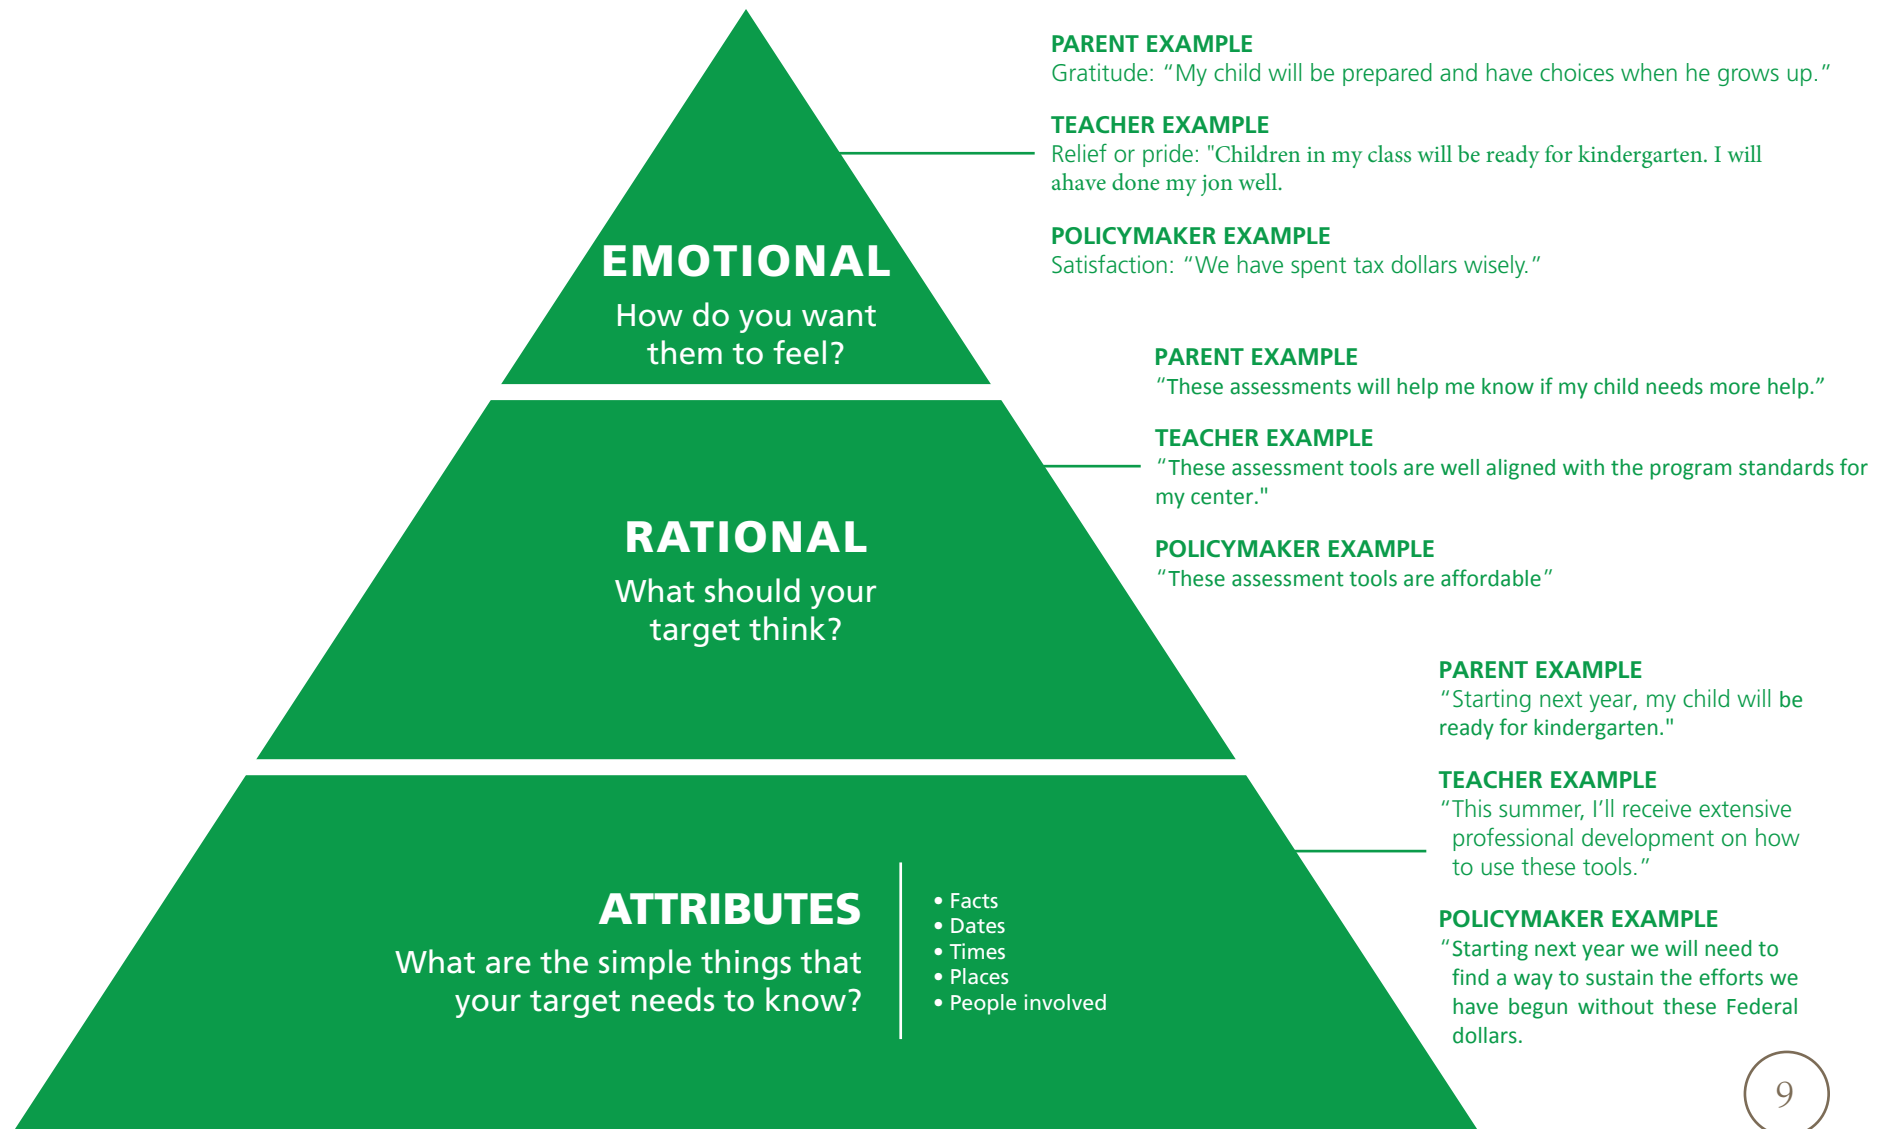 PARENT EXAMPLE
Gratitude: “My child will be prepared and have choices when he grows up.”
TEACHER EXAMPLE
Relief or pride: "Children in my class will be ready for kindergarten. I will
ahave done my jon well.
POLICYMAKER EXAMPLE
Satisfaction: “We have spent tax dollars wisely.”
EMOTIONAL
How do you want
them to feel?
PARENT EXAMPLE
“These assessments will help me know if my child needs more help.”
TEACHER EXAMPLE
“These assessment tools are well aligned with the program standards for
my center."
POLICYMAKER EXAMPLE
“These assessment tools are affordable”
RATIONAL
What should your
target think?
PARENT EXAMPLE
“Starting next year, my child will be
ready for kindergarten."
TEACHER EXAMPLE
“This summer, I’ll receive extensive
professional development on how
to use these tools.“
POLICYMAKER EXAMPLE
“Starting next year we will need to
find a way to sustain the efforts we
have begun without these Federal
dollars.
ATTRIBUTES
What are the simple things that
your target needs to know?
• Facts
• Dates
• Times
• Places
• People involved
9